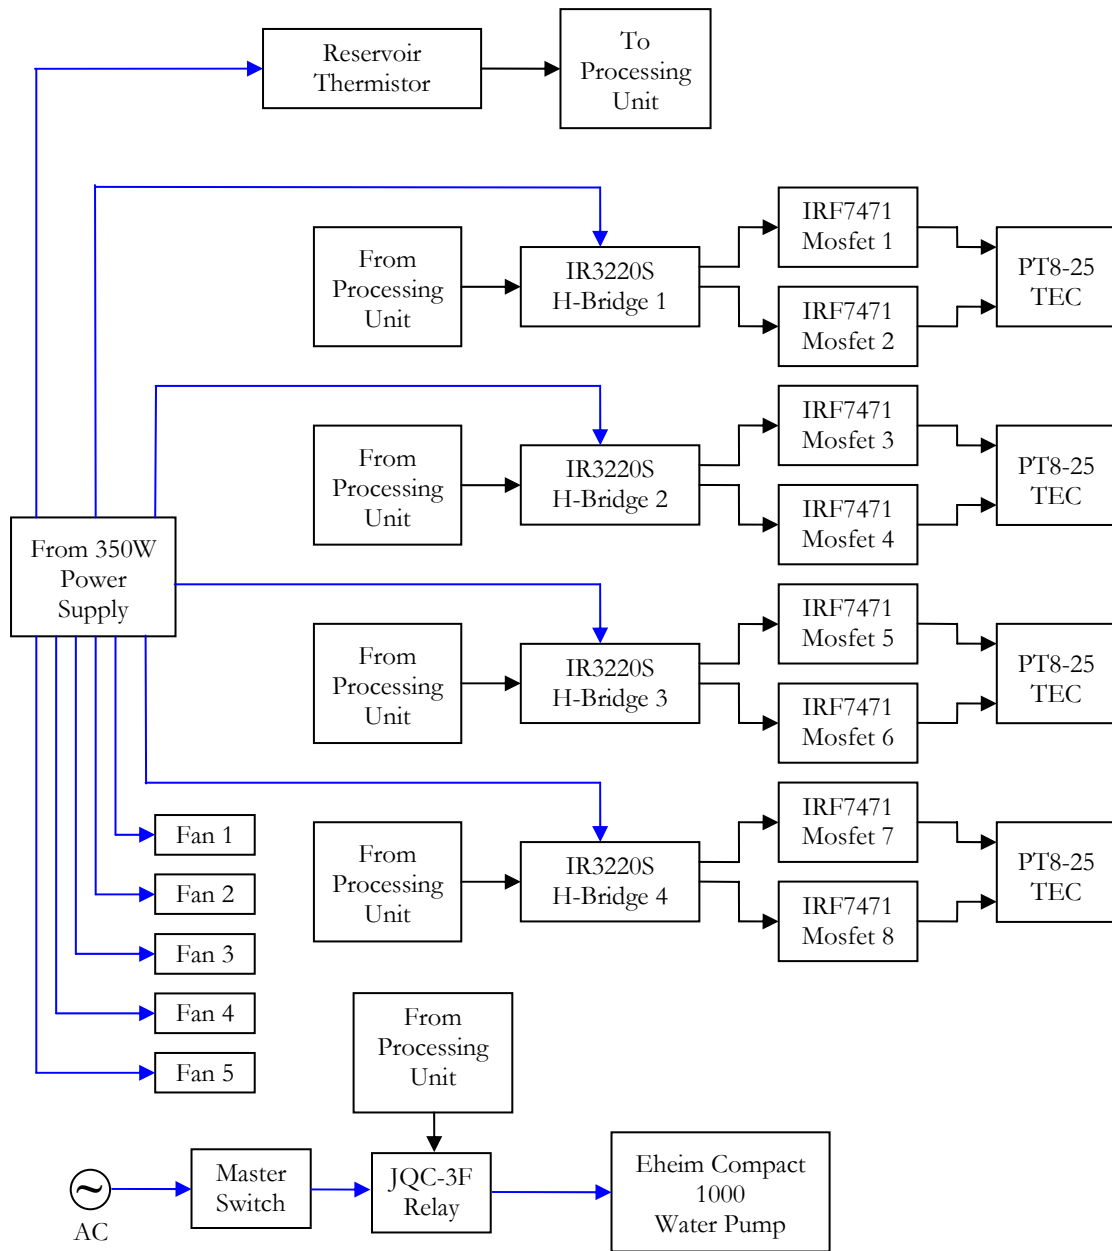 Reservoir
Thermistor
To
Processing
Unit
From
Processing
Unit
IR3220S
H-Bridge 1
IRF7471
Mosfet 1
IRF7471
Mosfet 2
PT8-25
TEC
From
Processing
Unit
IR3220S
H-Bridge 2
IRF7471
Mosfet 3
IRF7471
Mosfet 4
PT8-25
TEC
From 350W
Power
Supply
From
Processing
Unit
IR3220S
H-Bridge 3
IRF7471
Mosfet 5
IRF7471
Mosfet 6
PT8-25
TEC
From
Processing
Unit
IR3220S
H-Bridge 4
IRF7471
Mosfet 7
IRF7471
Mosfet 8
PT8-25
TEC
Fan 1
Fan 2
Fan 3
Fan 4
Fan 5
From
Processing
Unit
~
AC
Master
Switch
JQC-3F
Relay
Eheim Compact
1000
Water Pump